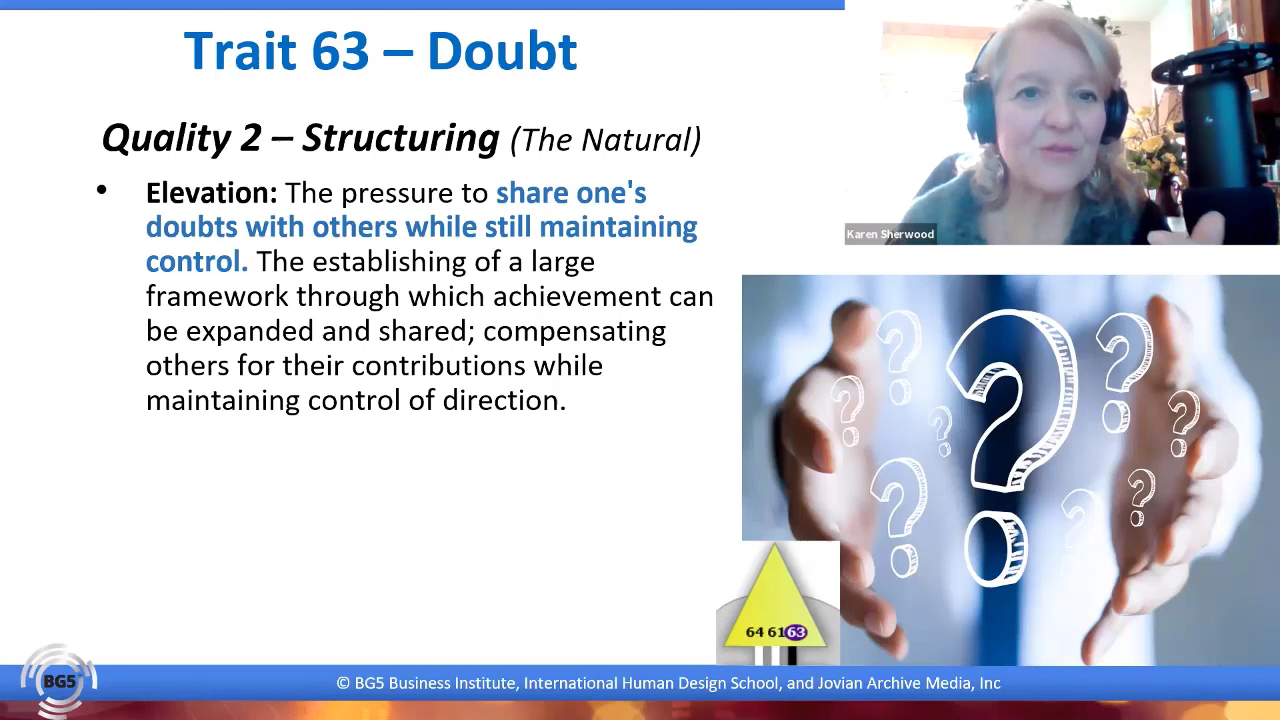 Trait 63 – Doubt
Quality 2 – Structuring (The Natural)
• Elevation: The pressure to share one's
doubts with others while still maintaining
control. The establishing of a large
framework through which achievement can
be expanded and shared; compensating
others for their contributions while
maintaining control of direction.
Karen Sherwood
? ? ? ? ? ? ? ? ? ?
64 61 63
BG5
© BG5 Business Institute, International Human Design School, and Jovian Archive Media, Inc